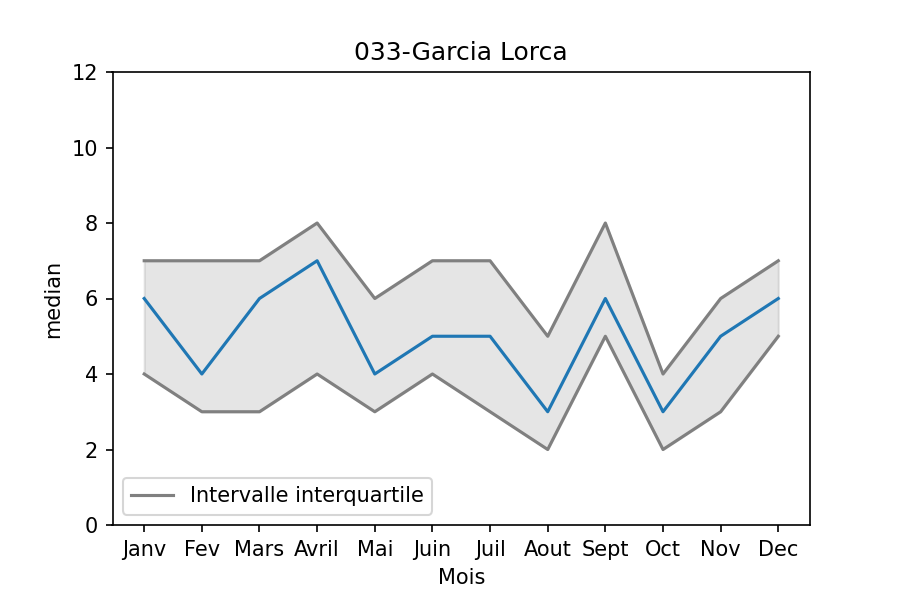 033-Garcia Lorca
12
10
8
6
4
2
0
median
Intervalle interquartile
Janv Fev Mars Avril Mai Juin Juil Aout Sept Oct Nov Dec
Mois